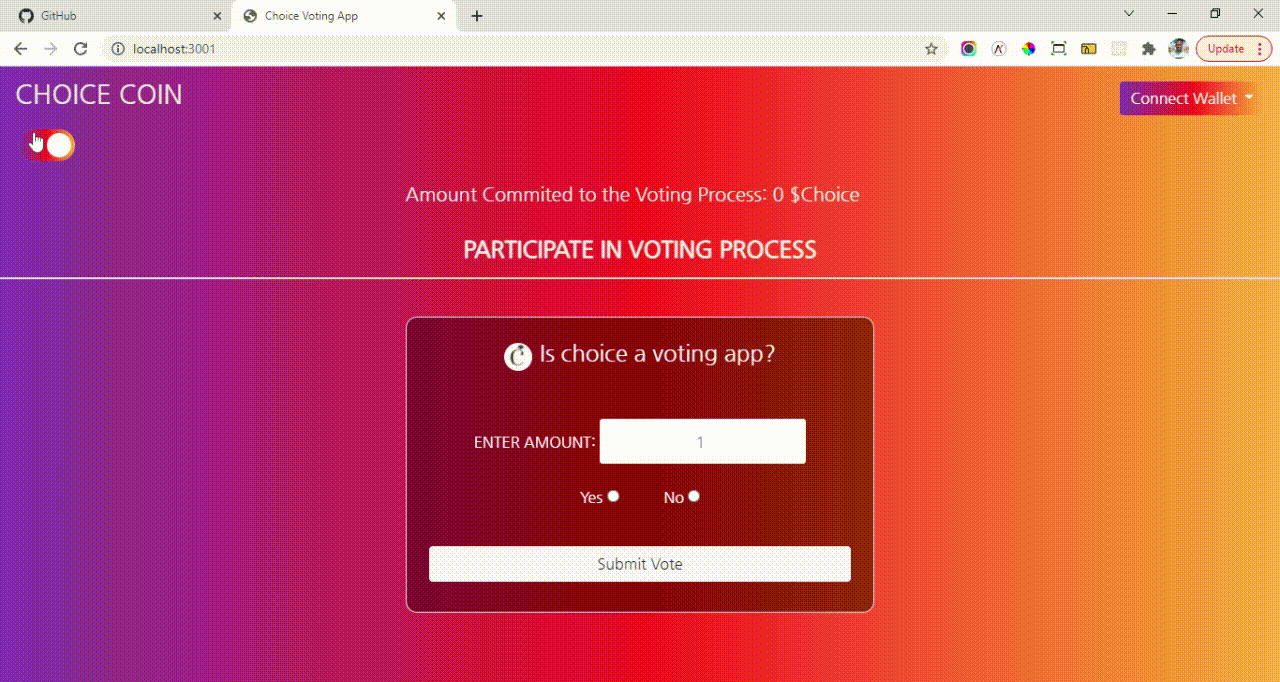 GitHub
Choice Voting App
localhost:3001
Update
CHOICE COIN
Connect Wallet
Amount Commited to the Voting Process: 0 $Choice
PARTICIPATE IN VOTING PROCESS
Is choice a voting app?
ENTER AMOUNT: 1
Yes No
Submit Vote